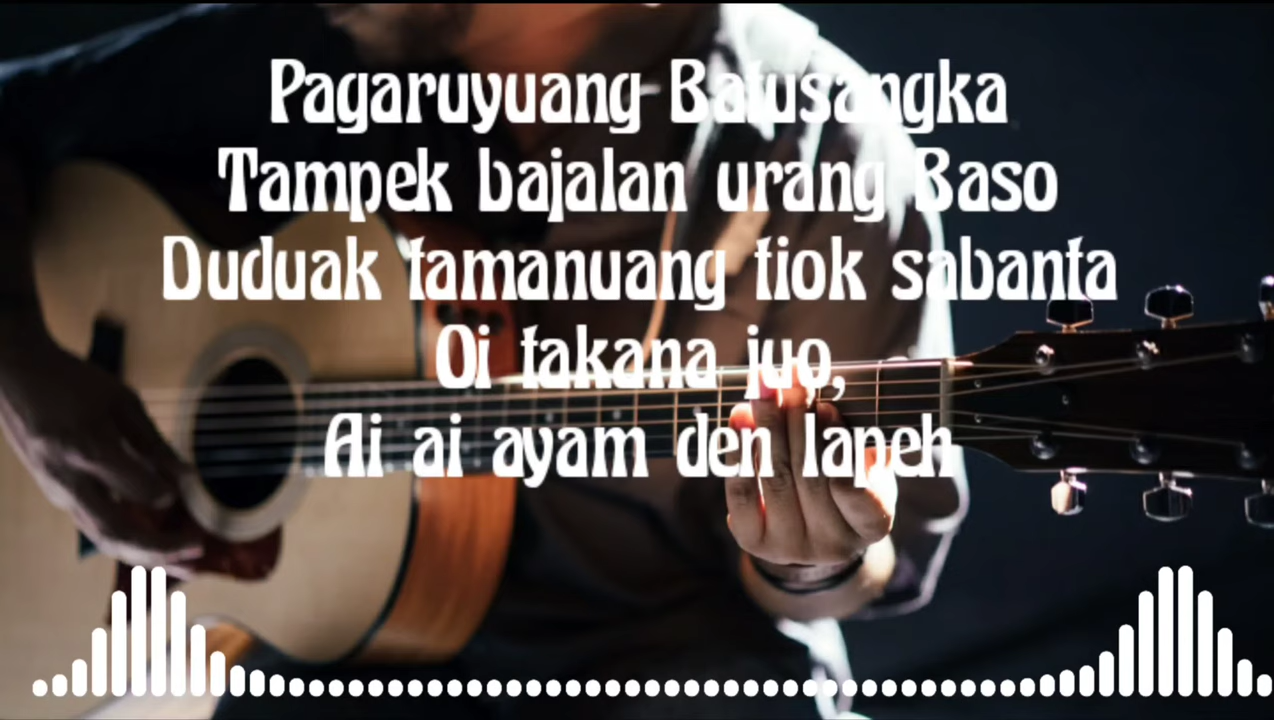 Pagaruyuang Batusangka
Tampek bajalan urang Baso
Duduak tamanuang tiok sabanta
Oi takana juo,
Ai ai ayam den lapeh